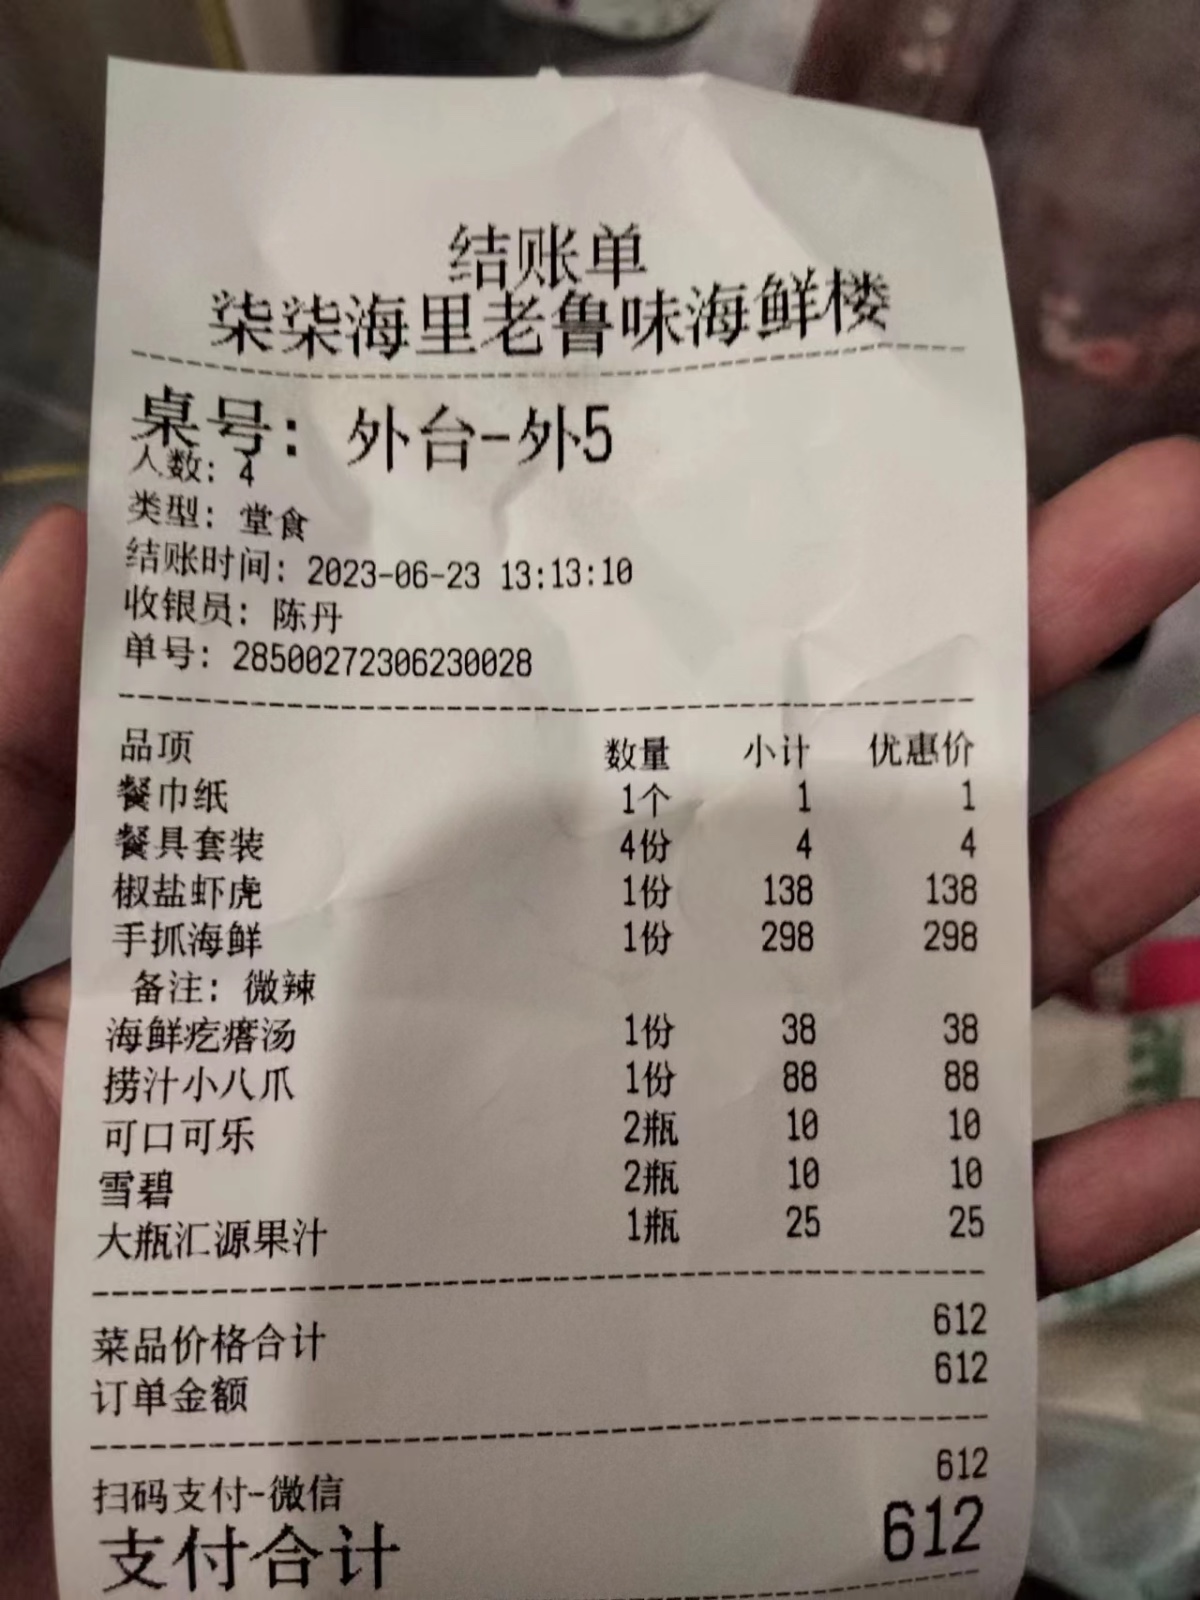 结账单
柒柒海里老鲁味海鲜楼
桌号：外台-外5
人数：4
类型：堂食
结账时间：2023-06-23 13:13:10
收银员：陈丹
单号：28500272306230028
品项 数量 小计 优惠价
餐巾纸 1个 1 1
餐具套装 4份 4 4
椒盐虾虎 1份 138 138
手抓海鲜 1份 298 298
备注：微辣
海鲜疙瘩汤 1份 38 38
捞汁小八爪 1份 88 88
可口可乐 2瓶 10 10
雪碧 2瓶 10 10
大瓶汇源果汁 1瓶 25 25
菜品价格合计 612
订单金额 612
扫码支付-微信 612
支付合计 612